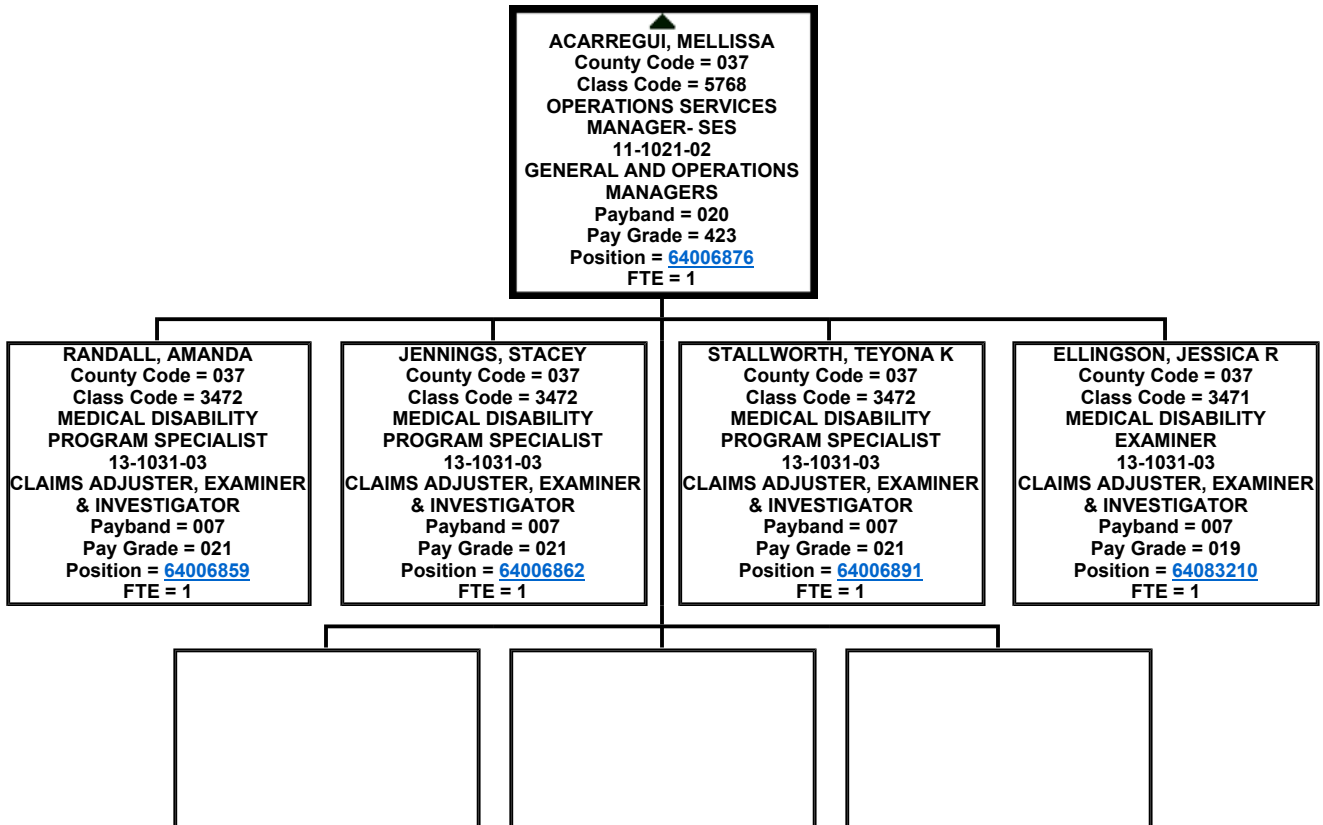 ACARREGUI, MELLISSA
County Code = 037
Class Code = 5768
OPERATIONS SERVICES
MANAGER- SES
11-1021-02
GENERAL AND OPERATIONS
MANAGERS
Payband = 020
Pay Grade = 423
Position = 64006876
FTE = 1
RANDALL, AMANDA
County Code = 037
Class Code = 3472
MEDICAL DISABILITY
PROGRAM SPECIALIST
13-1031-03
CLAIMS ADJUSTER, EXAMINER
& INVESTIGATOR
Payband = 007
Pay Grade = 021
Position = 64006859
FTE = 1
JENNINGS, STACEY
County Code = 037
Class Code = 3472
MEDICAL DISABILITY
PROGRAM SPECIALIST
13-1031-03
CLAIMS ADJUSTER, EXAMINER
& INVESTIGATOR
Payband = 007
Pay Grade = 021
Position = 64006862
FTE = 1
STALLWORTH, TEYONA K
County Code = 037
Class Code = 3472
MEDICAL DISABILITY
PROGRAM SPECIALIST
13-1031-03
CLAIMS ADJUSTER, EXAMINER
& INVESTIGATOR
Payband = 007
Pay Grade = 021
Position = 64006891
FTE = 1
ELLINGSON, JESSICA R
County Code = 037
Class Code = 3471
MEDICAL DISABILITY
EXAMINER
13-1031-03
CLAIMS ADJUSTER, EXAMINER
& INVESTIGATOR
Payband = 007
Pay Grade = 019
Position = 64083210
FTE = 1